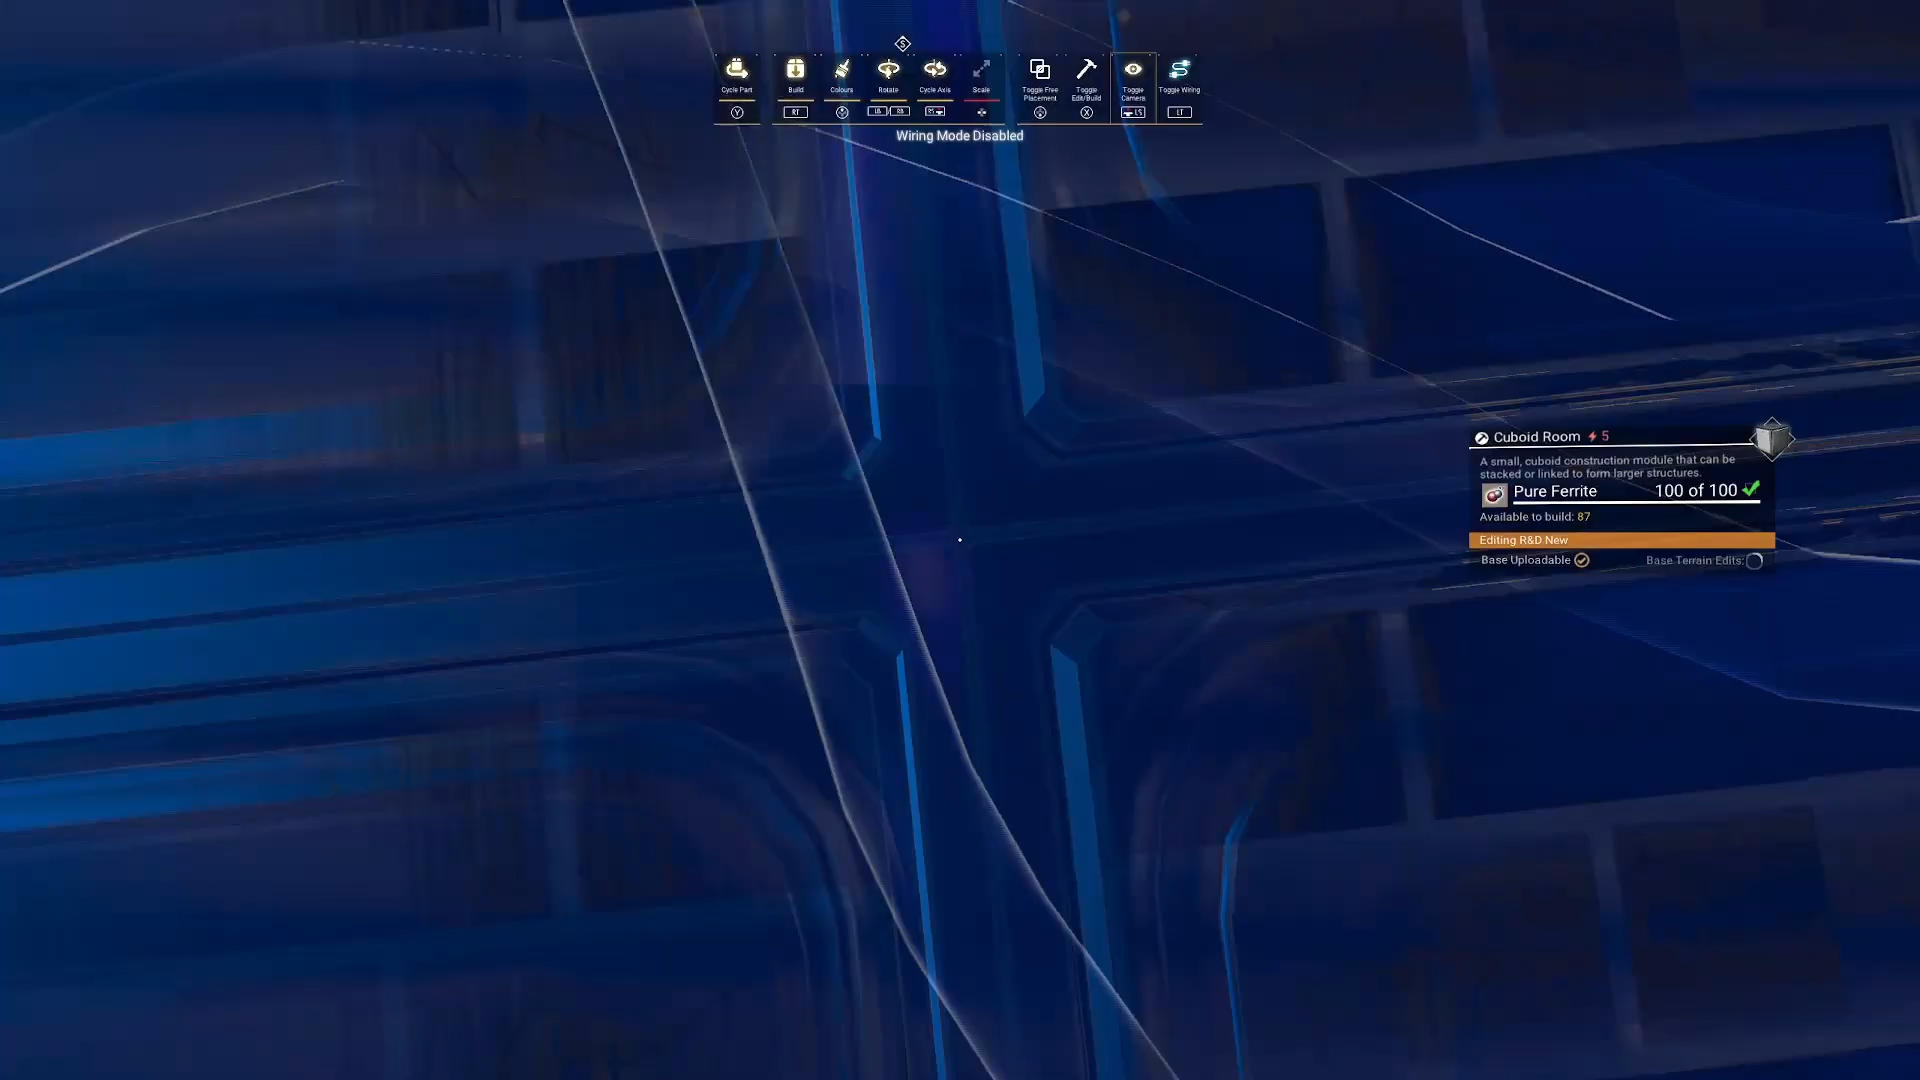 S
Cycle Part
Build
Colours
Rotate
Cycle Axis
Scale
Toggle Free
Placement
Toggle
Edit/Build
Toggle
Camera
Toggle Wiring
Y
RT
LB
RB
RS
X
LS
LT
Wiring Mode Disabled
Cuboid Room 5
A small, cuboid construction module that can be
stacked or linked to form larger structures.
Pure Ferrite 100 of 100
Available to build: 87
Editing R&D New
Base Uploadable
Base Terrain Edits: